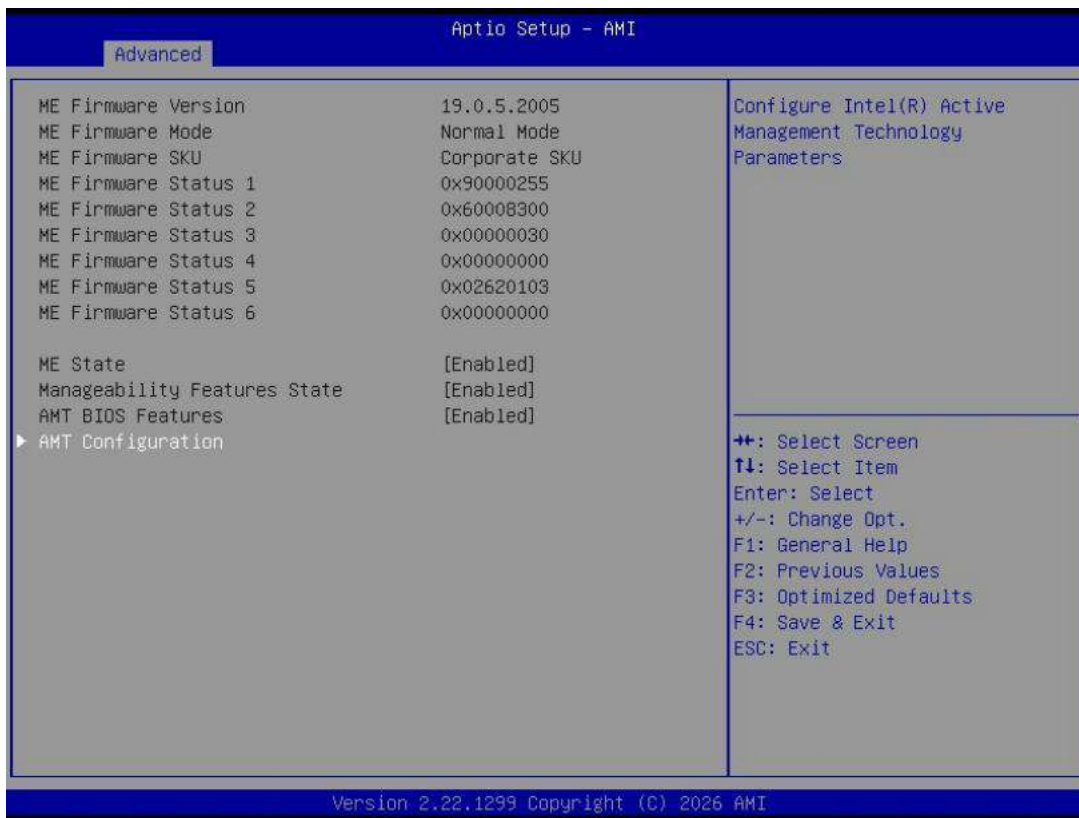 Aptio Setup - AMI
Advanced
ME Firmware Version 19.0.5.2005
ME Firmware Mode Normal Mode
ME Firmware SKU Corporate SKU
ME Firmware Status 1 0x90000255
ME Firmware Status 2 0x60008300
ME Firmware Status 3 0x00000030
ME Firmware Status 4 0x00000000
ME Firmware Status 5 0x02620103
ME Firmware Status 6 0x00000000
ME State [Enabled]
Manageability Features State [Enabled]
AMT BIOS Features [Enabled]
AMT Configuration
Configure Intel(R) Active
Management Technology
Parameters
→←: Select Screen
↑↓: Select Item
Enter: Select
+/-: Change Opt.
F1: General Help
F2: Previous Values
F3: Optimized Defaults
F4: Save & Exit
ESC: Exit
Version 2.22.1299 Copyright (C) 2026 AMI